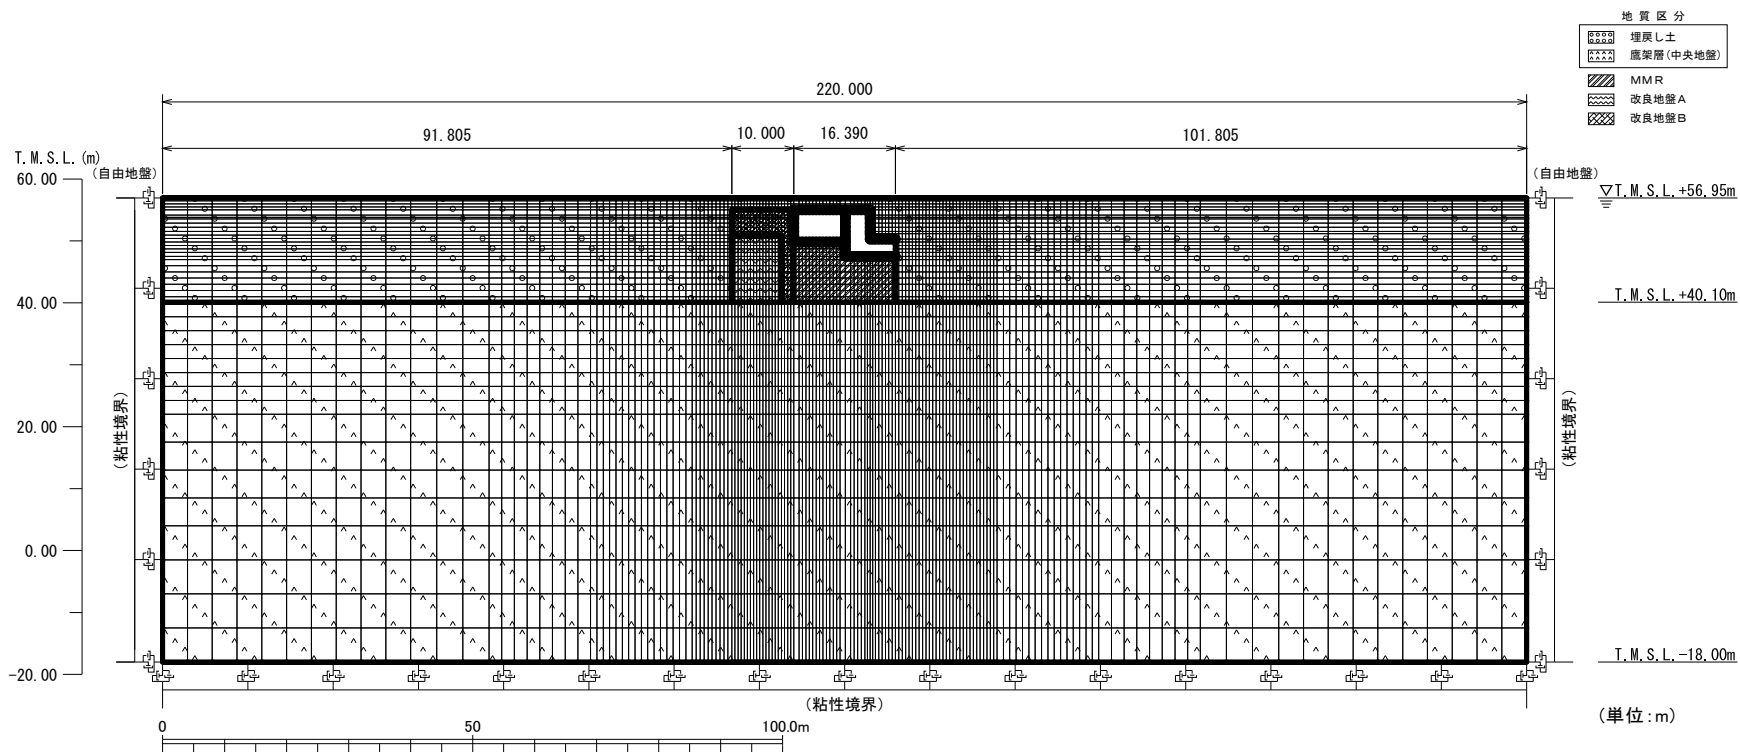 地質区分
埋戻し土
鷹架層(中央地盤)
MMR
改良地盤A
改良地盤B
220.000
91.805
10.000
16.390
101.805
T.M.S.L.(m)
60.00
40.00
20.00
0.00
-20.00
(自由地盤)
(自由地盤)
▽T.M.S.L.+56.95m
T.M.S.L.+40.10m
T.M.S.L.-18.00m
(粘性境界)
(粘性境界)
(粘性境界)
(単位:m)
0
50
100.0m